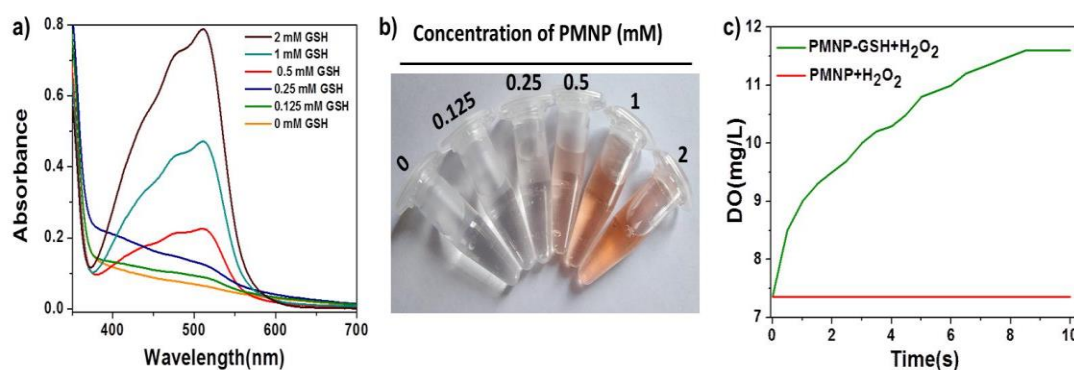 a)
0.8
0.6
0.4
0.2
0.0
Absorbance
2 mM GSH
1 mM GSH
0.5 mM GSH
0.25 mM GSH
0.125 mM GSH
0 mM GSH
400
500
600
700
Wavelength(nm)
b)
Concentration of PMNP (mM)
0
0.125
0.25
0.5
1
2
c)
12
11
10
9
8
7
DO(mg/L)
PMNP-GSH+H₂O₂
PMNP+H₂O₂
0
2
4
6
8
10
Time(s)